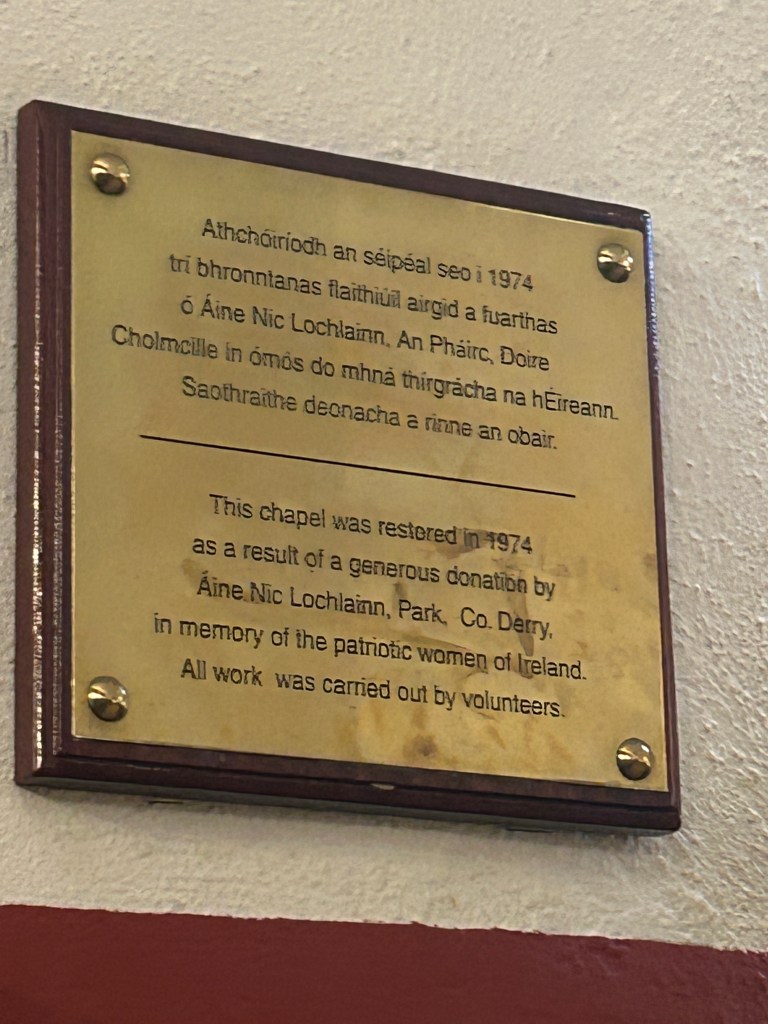 Athchóiríodh an séipéal seo i 1974
trí bhronntanas flaithiúil airgid a fuarthas
ó Áine Nic Lochlainn, An Pháirc, Doire
Cholmcille in ómós do mhná thírgrácha na hÉireann.
Saothraithe deonacha a rinne an obair.
This chapel was restored in 1974
as a result of a generous donation by
Áine Nic Lochlainn, Park, Co. Derry,
in memory of the patriotic women of Ireland.
All work was carried out by volunteers.